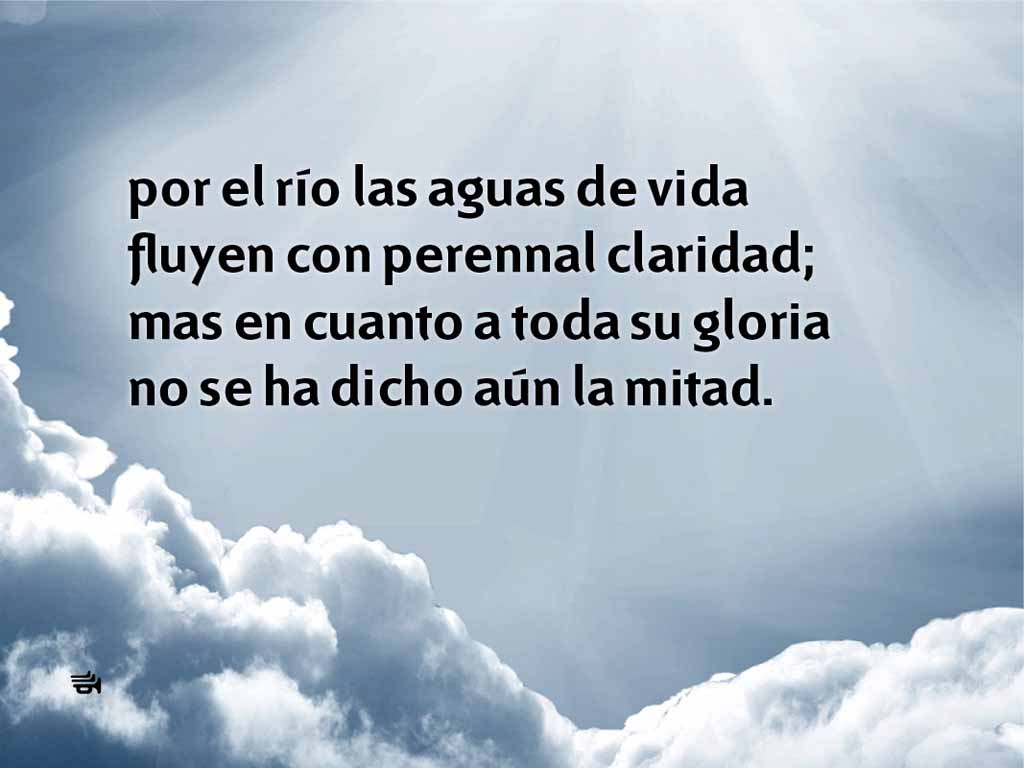 por el río las aguas de vida
fluyen con perennal claridad;
mas en cuanto a toda su gloria
no se ha dicho aún la mitad.